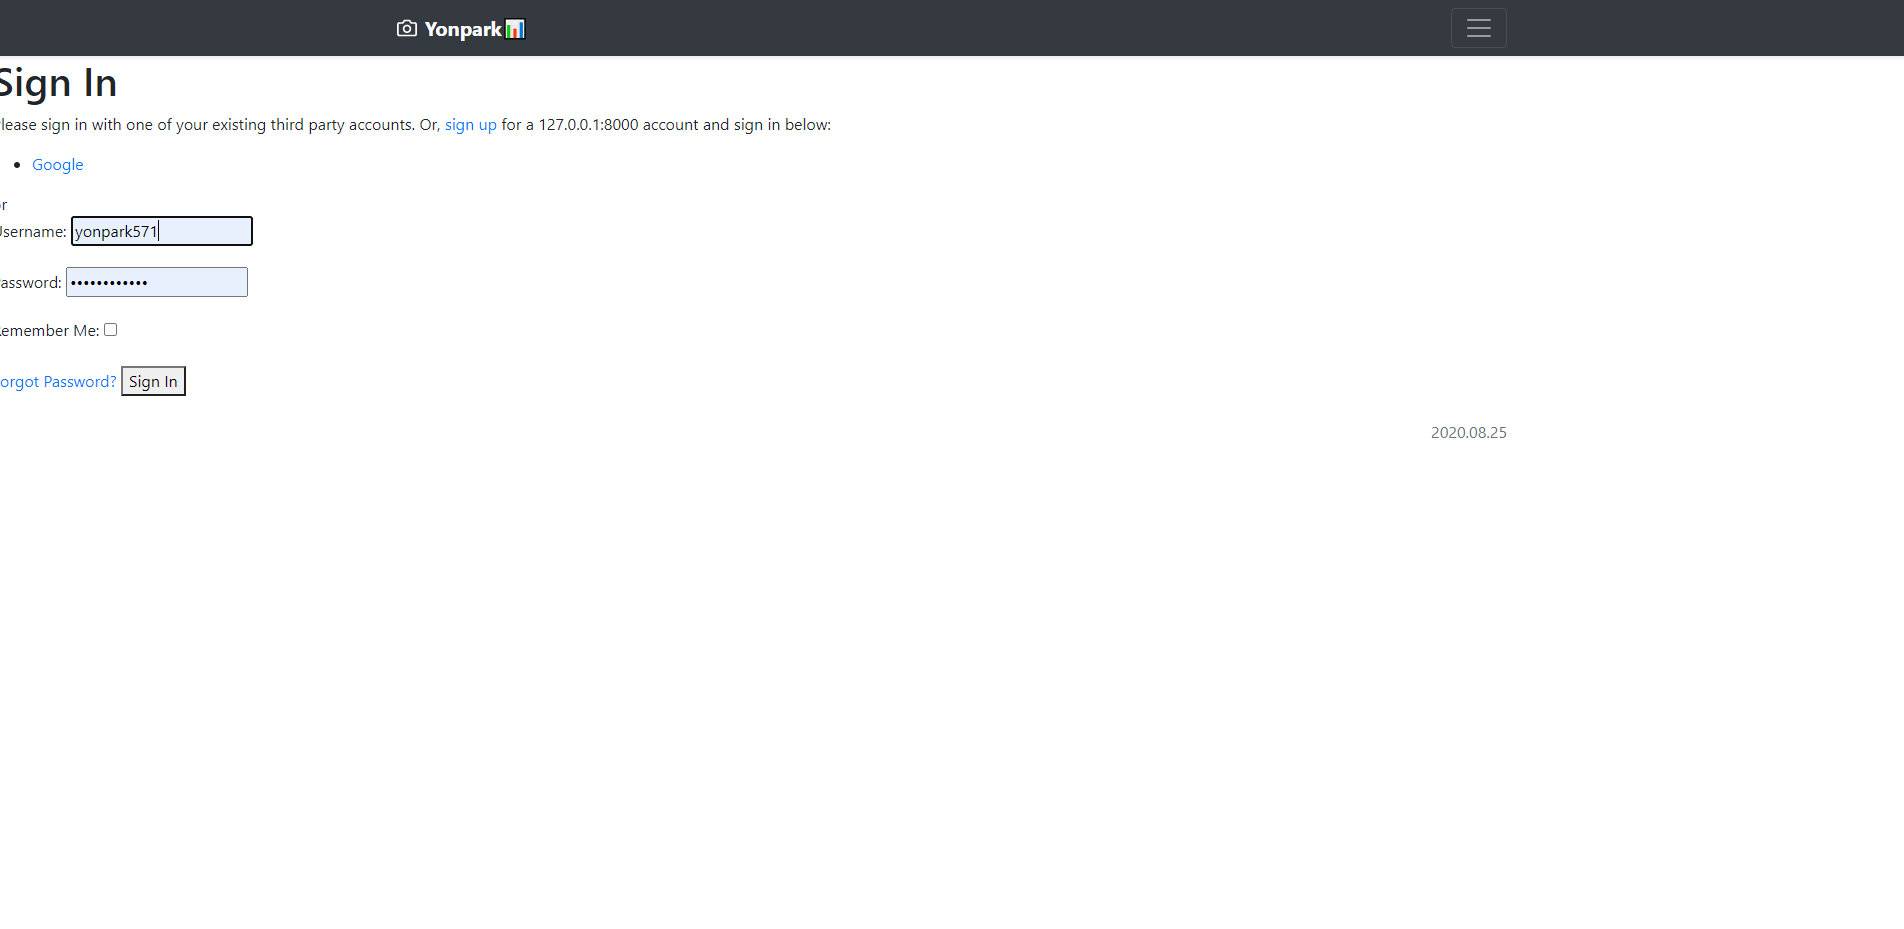 Yonpark
Sign In
lease sign in with one of your existing third party accounts. Or, sign up for a 127.0.0.1:8000 account and sign in below:
Google
r
Username: yonpark571
assword: ••••••••••••
emember Me:
orgot Password? Sign In
2020.08.25